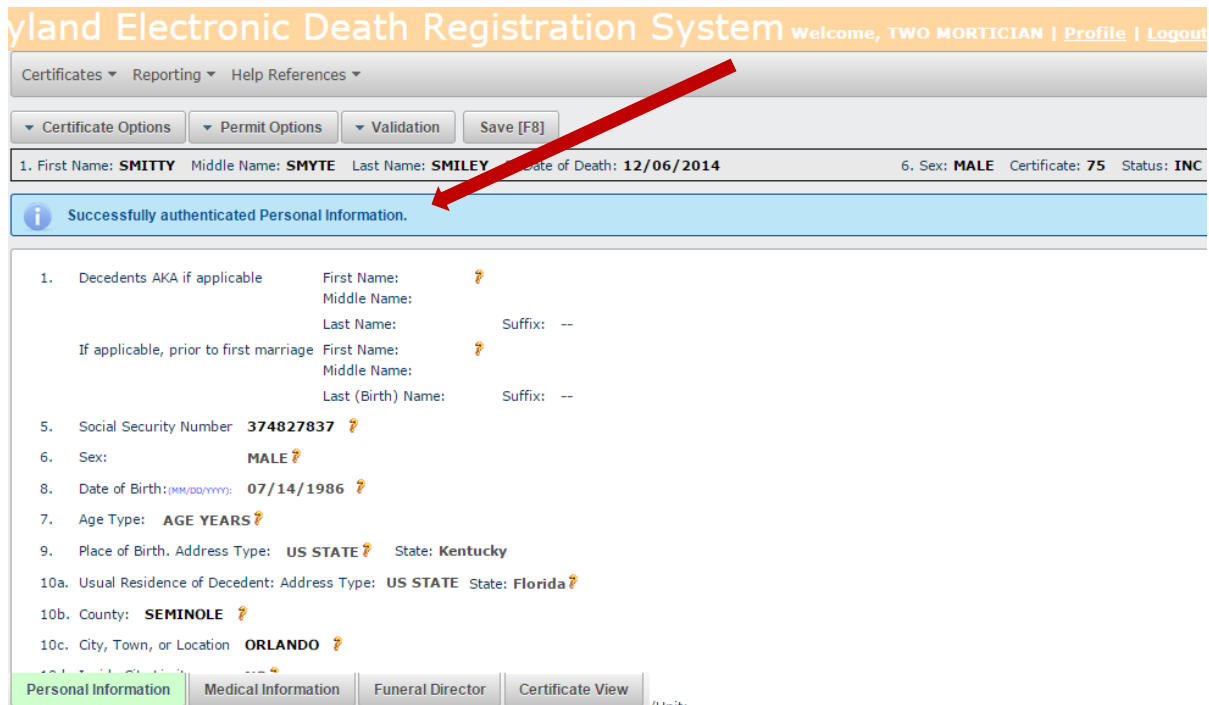 yland Electronic Death Registration System Welcome, TWO MORTICIAN | Profile | Logout
Certificates Reporting Help References
Certificate Options Permit Options Validation Save [F8]
1. First Name: SMITTY Middle Name: SMYTE Last Name: SMILEY Date of Death: 12/06/2014 6. Sex: MALE Certificate: 75 Status: INC
Successfully authenticated Personal Information.
1. Decedents AKA if applicable First Name:
Middle Name:
Last Name: Suffix: --
If applicable, prior to first marriage First Name:
Middle Name:
Last (Birth) Name: Suffix: --
5. Social Security Number 374827837
6. Sex: MALE
8. Date of Birth:(MM/DD/YYYY): 07/14/1986
7. Age Type: AGE YEARS
9. Place of Birth. Address Type: US STATE State: Kentucky
10a. Usual Residence of Decedent: Address Type: US STATE State: Florida
10b. County: SEMINOLE
10c. City, Town, or Location ORLANDO
Personal Information Medical Information Funeral Director Certificate View